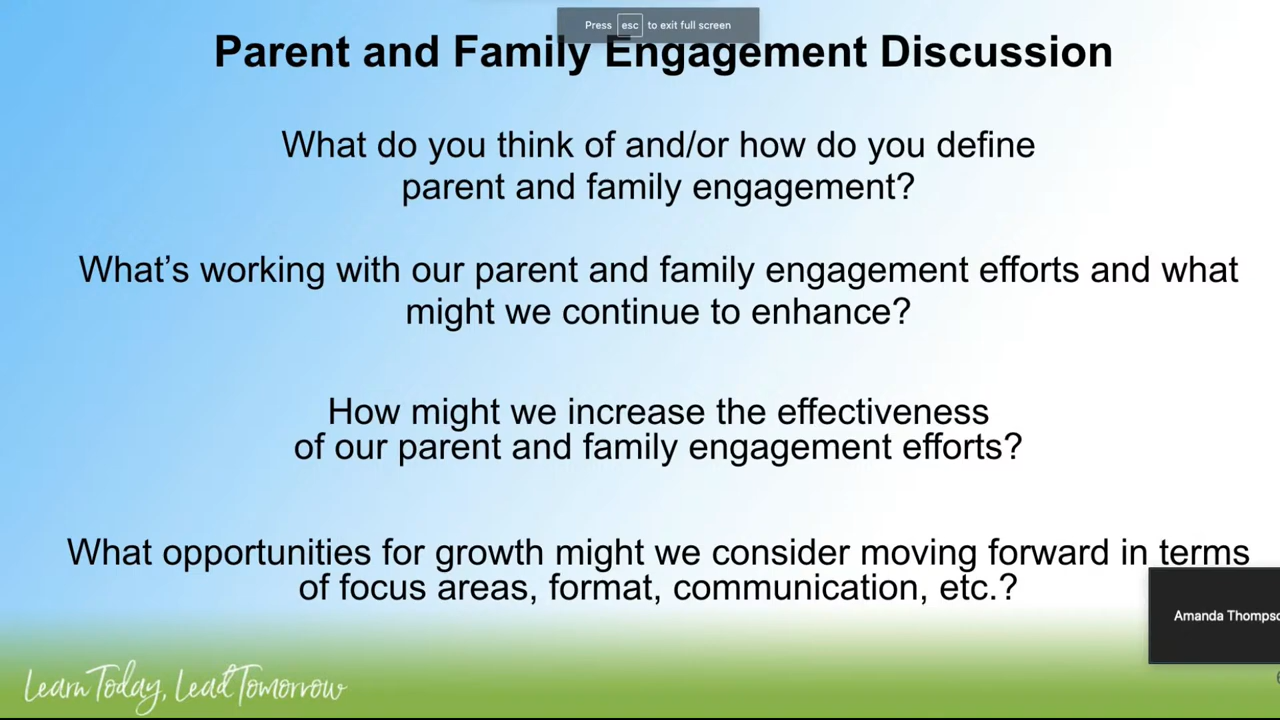 Press esc to exit full screen
Parent and Family Engagement Discussion
What do you think of and/or how do you define
parent and family engagement?
What's working with our parent and family engagement efforts and what
might we continue to enhance?
How might we increase the effectiveness
of our parent and family engagement efforts?
What opportunities for growth might we consider moving forward in terms
of focus areas, format, communication, etc.?
Amanda Thompso
Learn Today, Lead Tomorrow